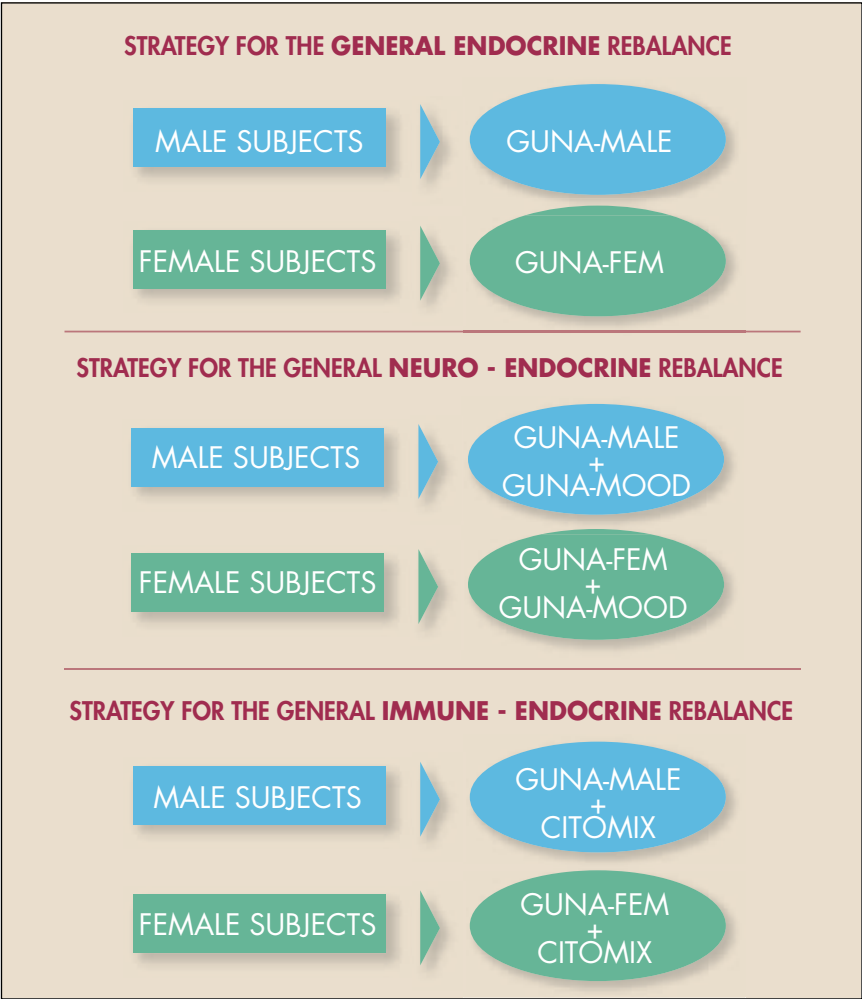 STRATEGY FOR THE GENERAL ENDOCRINE REBALANCE
MALE SUBJECTS
GUNA-MALE
FEMALE SUBJECTS
GUNA-FEM
STRATEGY FOR THE GENERAL NEURO - ENDOCRINE REBALANCE
MALE SUBJECTS
GUNA-MALE
+
GUNA-MOOD
FEMALE SUBJECTS
GUNA-FEM
+
GUNA-MOOD
STRATEGY FOR THE GENERAL IMMUNE - ENDOCRINE REBALANCE
MALE SUBJECTS
GUNA-MALE
+
CITOMIX
FEMALE SUBJECTS
GUNA-FEM
+
CITOMIX